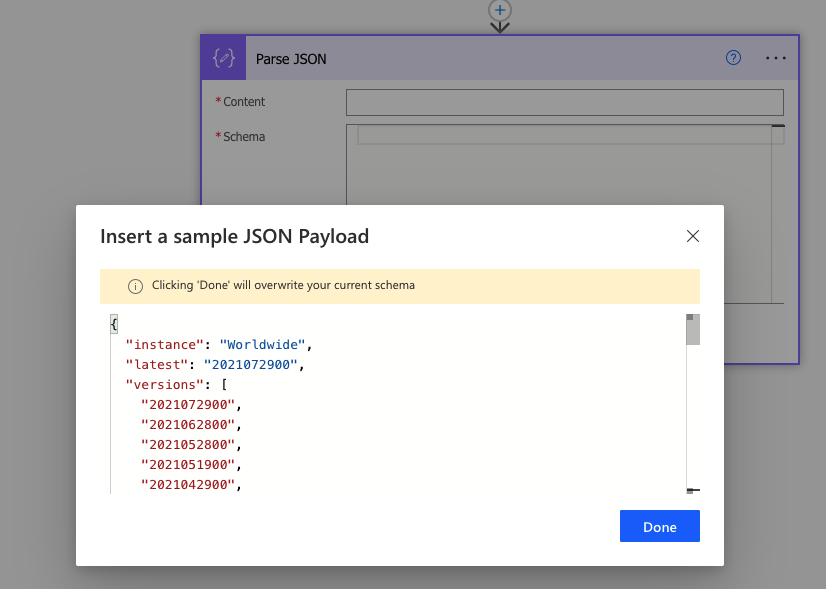 Parse JSON
*Content
*Schema
Insert a sample JSON Payload
Clicking 'Done' will overwrite your current schema
{
"instance": "Worldwide",
"latest": "2021072900",
"versions": [
"2021072900",
"2021062800",
"2021052800",
"2021051900",
"2021042900",
Done